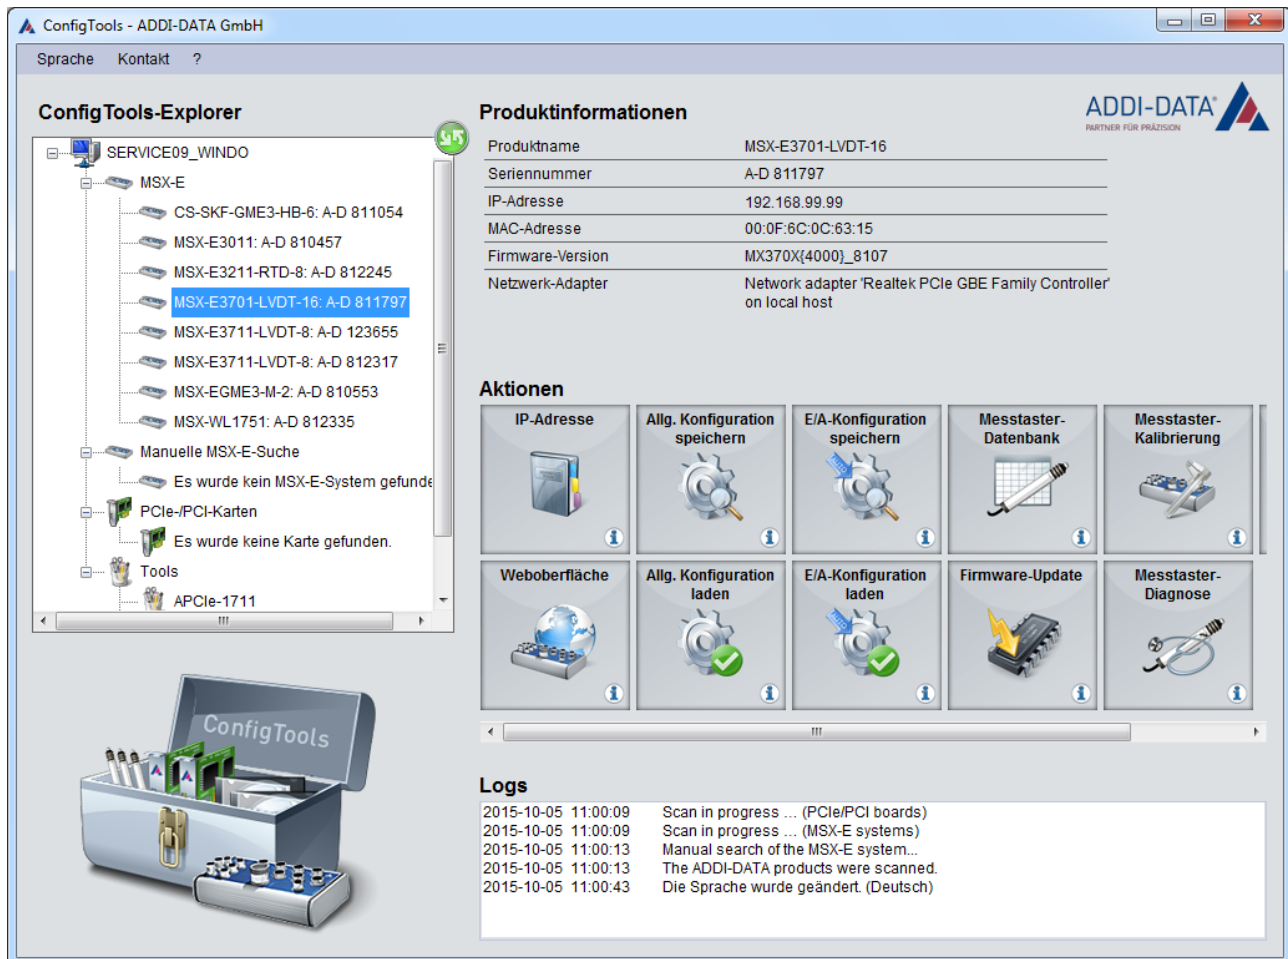 ConfigTools - ADDI-DATA GmbH
Sprache Kontakt ?
ConfigTools-Explorer
SERVICE09_WINDO
MSX-E
CS-SKF-GME3-HB-6: A-D 811054
MSX-E3011: A-D 810457
MSX-E3211-RTD-8: A-D 812245
MSX-E3701-LVDT-16: A-D 811797
MSX-E3711-LVDT-8: A-D 123655
MSX-E3711-LVDT-8: A-D 812317
MSX-EGME3-M-2: A-D 810553
MSX-WL1751: A-D 812335
Manuelle MSX-E-Suche
Es wurde kein MSX-E-System gefunde
PCIe-/PCI-Karten
Es wurde keine Karte gefunden.
Tools
APCIe-1711
ConfigTools
Produktinformationen
ADDI-DATA
PARTNER FÜR PRÄZISION
Produktname MSX-E3701-LVDT-16
Seriennummer A-D 811797
IP-Adresse 192.168.99.99
MAC-Adresse 00:0F:6C:0C:63:15
Firmware-Version MX370X{4000}_8107
Netzwerk-Adapter Network adapter 'Realtek PCIe GBE Family Controller'
on local host
Aktionen
IP-Adresse
Allg. Konfiguration
speichern
E/A-Konfiguration
speichern
Messtaster-
Datenbank
Messtaster-
Kalibrierung
Weboberfläche
Allg. Konfiguration
laden
E/A-Konfiguration
laden
Firmware-Update
Messtaster-
Diagnose
Logs
2015-10-05 11:00:09 Scan in progress ... (PCIe/PCI boards)
2015-10-05 11:00:09 Scan in progress ... (MSX-E systems)
2015-10-05 11:00:13 Manual search of the MSX-E system...
2015-10-05 11:00:13 The ADDI-DATA products were scanned.
2015-10-05 11:00:43 Die Sprache wurde geändert. (Deutsch)